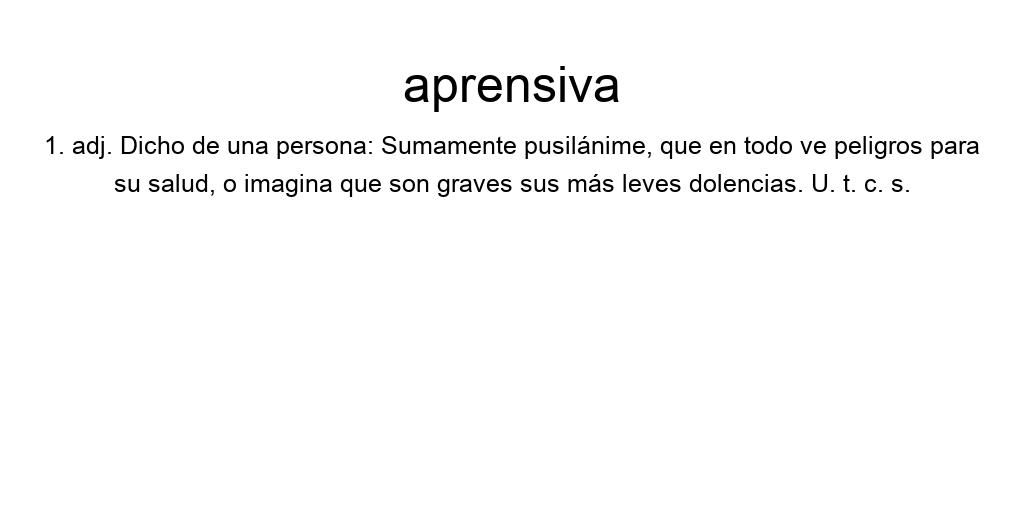 aprensiva
1. adj. Dicho de una persona: Sumamente pusilánime, que en todo ve peligros para
su salud, o imagina que son graves sus más leves dolencias. U. t. c. s.